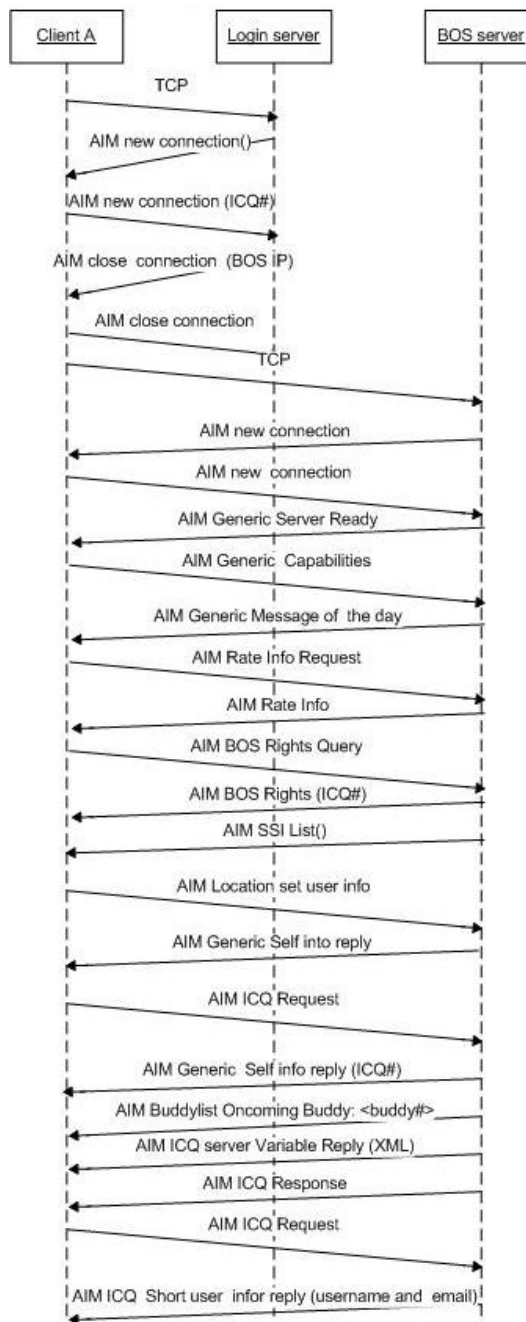 Client A
Login server
BOS server
TCP
AIM new connection()
AIM new connection (ICQ#)
AIM close connection (BOS IP)
AIM close connection
TCP
AIM new connection
AIM new connection
AIM Generic Server Ready
AIM Generic Capabilities
AIM Generic Message of the day
AIM Rate Info Request
AIM Rate Info
AIM BOS Rights Query
AIM BOS Rights (ICQ#)
AIM SSI List()
AIM Location set user info
AIM Generic Self into reply
AIM ICQ Request
AIM Generic Self info reply (ICQ#)
AIM Buddylist Oncoming Buddy: <buddy#>
AIM ICQ server Variable Reply (XML)
AIM ICQ Response
AIM ICQ Request
AIM ICQ Short user infor reply (username and email)